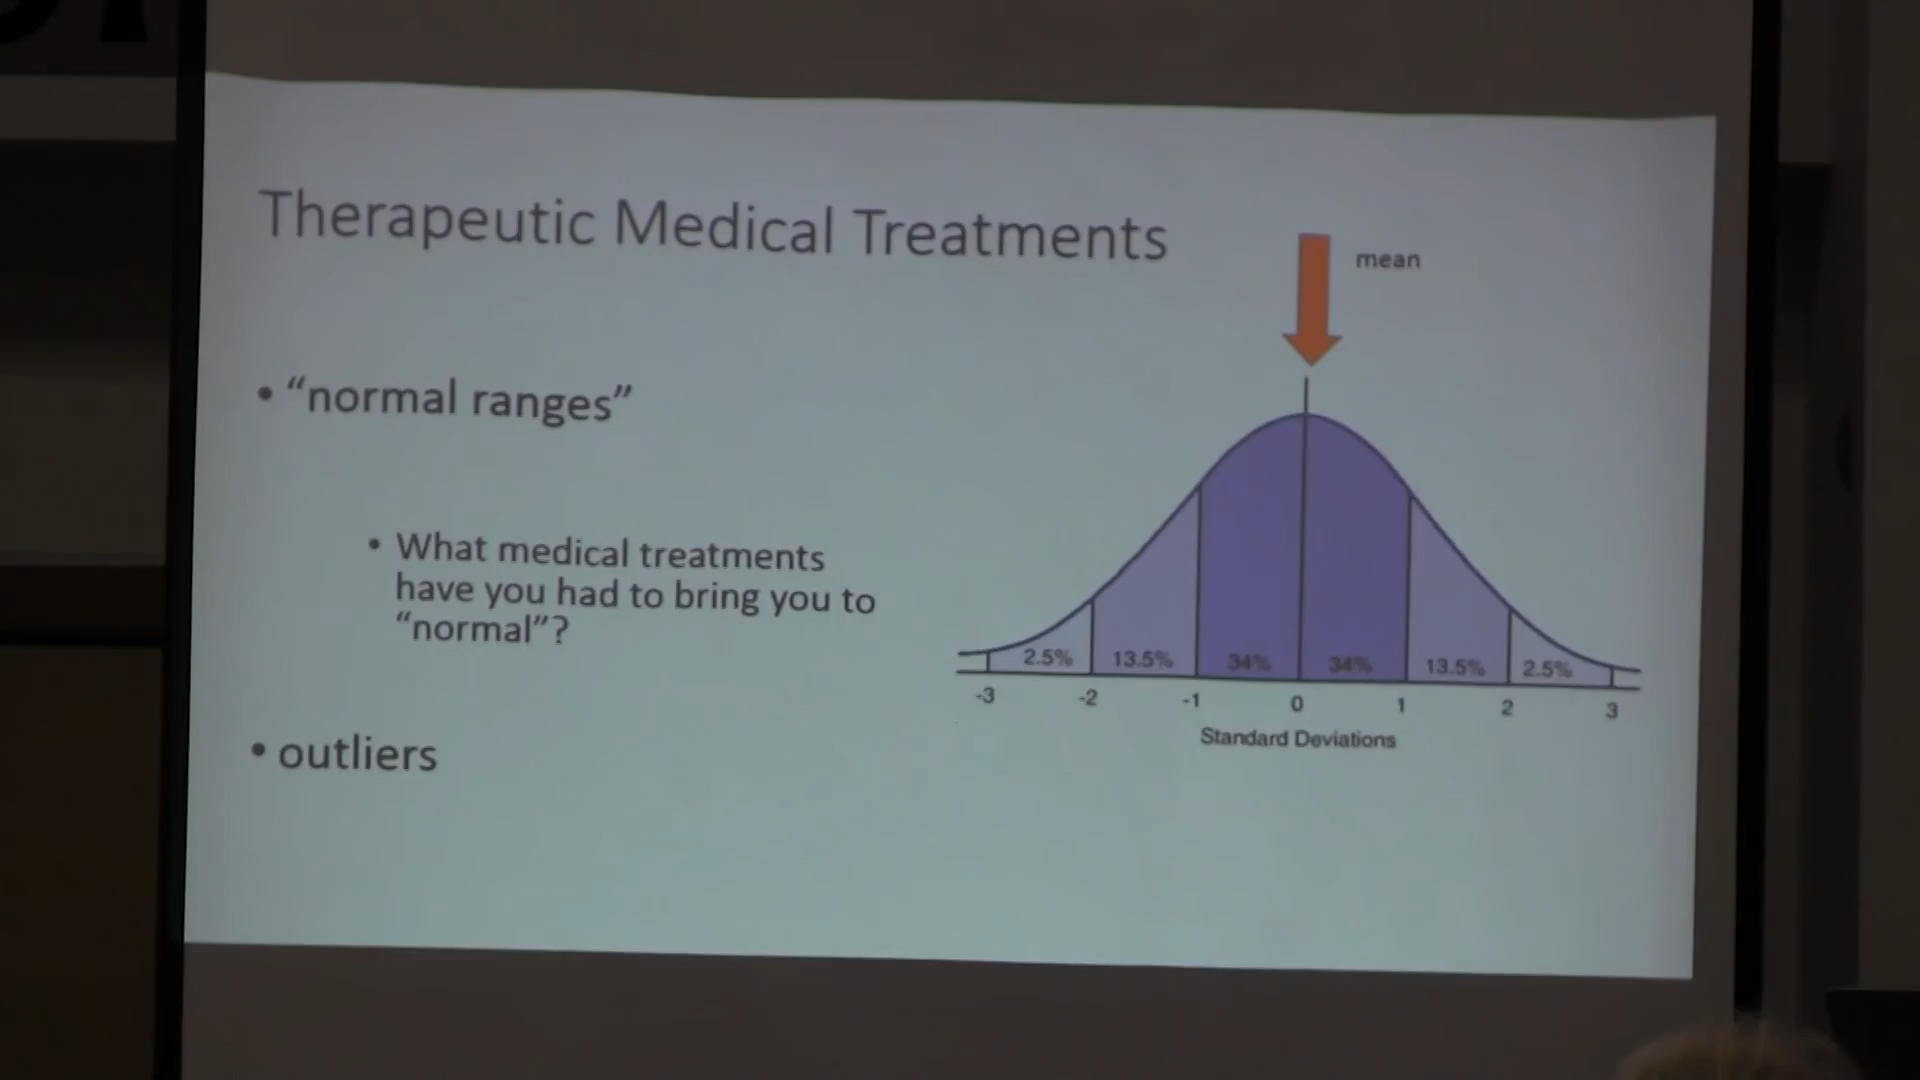 Therapeutic Medical Treatments
mean
• “normal ranges”
• What medical treatments
have you had to bring you to
“normal”?
• outliers
2.5% 13.5% 34% 34% 13.5% 2.5%
-3 -2 -1 0 1 2 3
Standard Deviations